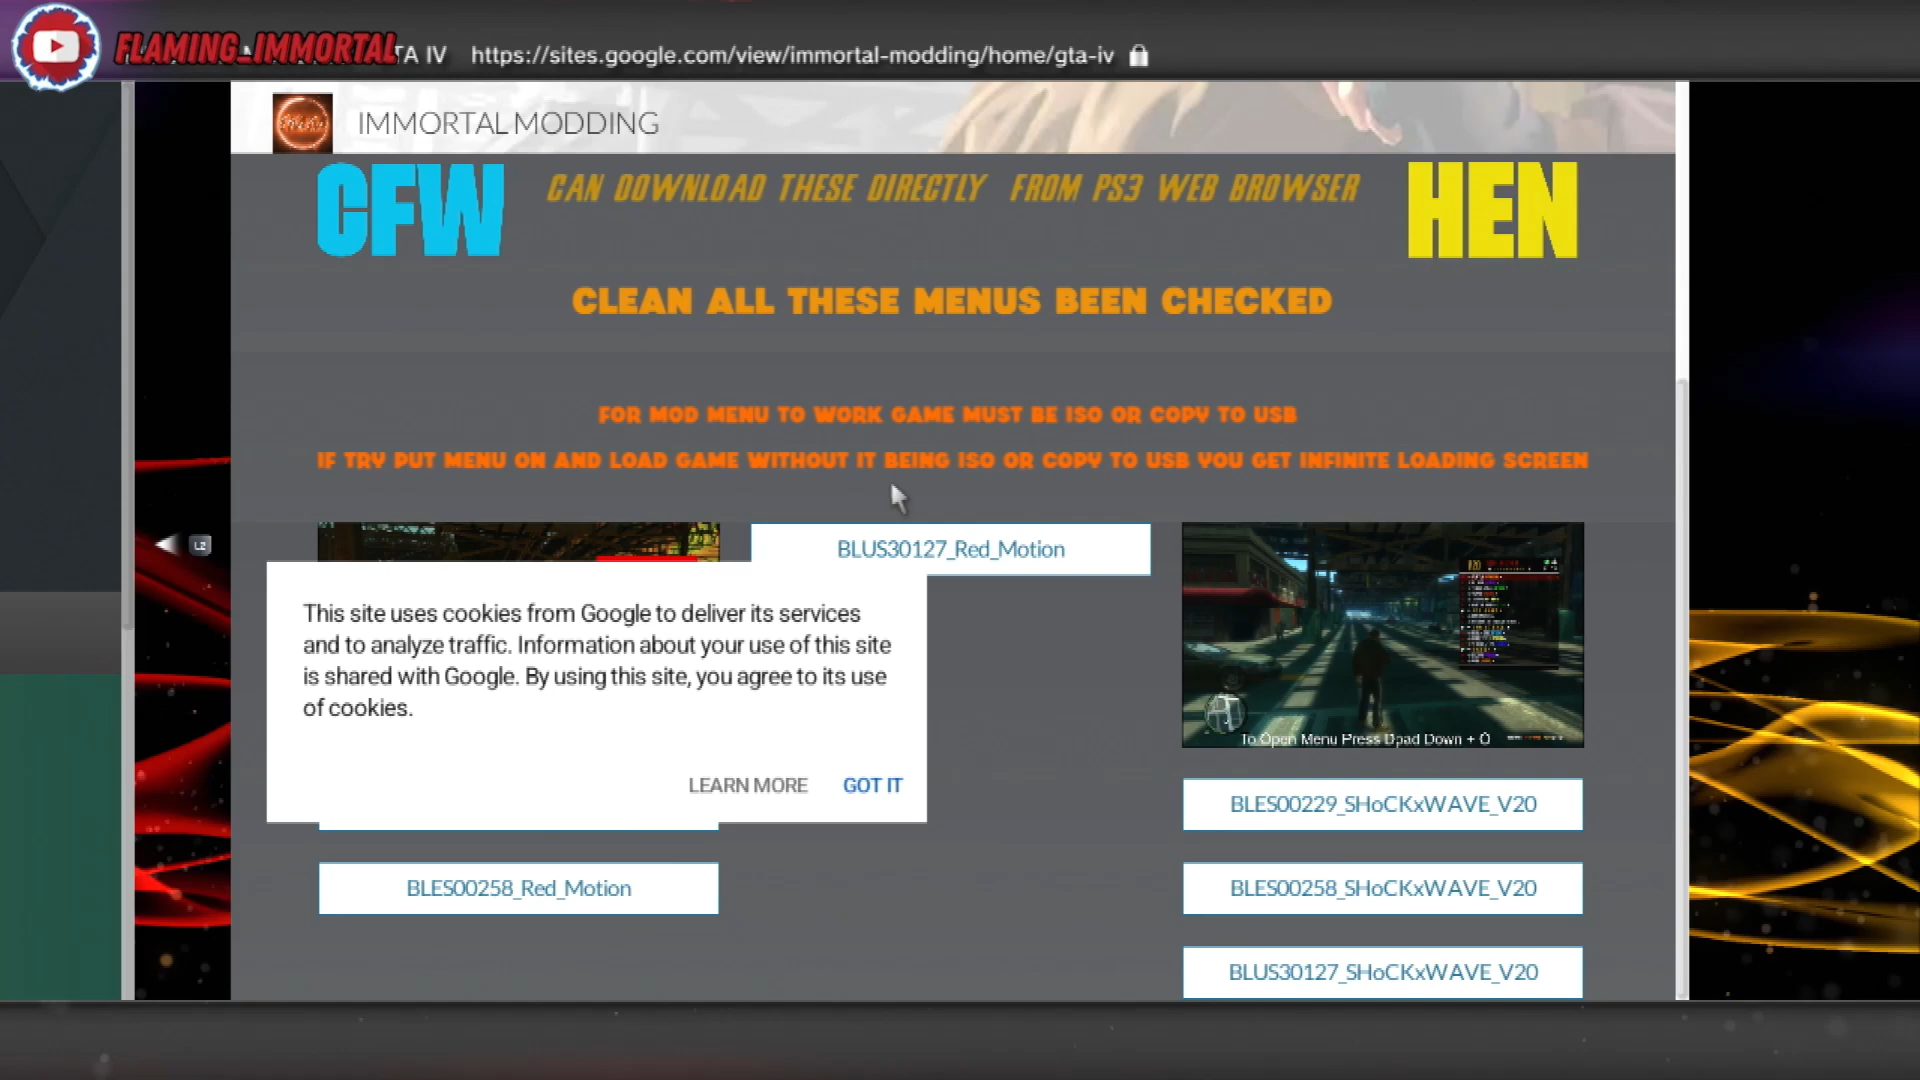 FLAMING_IMMORTAL
TA IV https://sites.google.com/view/immortal-modding/home/gta-iv
IMMORTAL MODDING
CFW
CAN DOWNLOAD THESE DIRECTLY FROM PS3 WEB BROWSER
HEN
CLEAN ALL THESE MENUS BEEN CHECKED
FOR MOD MENU TO WORK GAME MUST BE ISO OR COPY TO USB
IF TRY PUT MENU ON AND LOAD GAME WITHOUT IT BEING ISO OR COPY TO USB YOU GET INFINITE LOADING SCREEN
L2
BLUS30127_Red_Motion
This site uses cookies from Google to deliver its services
and to analyze traffic. Information about your use of this site
is shared with Google. By using this site, you agree to its use
of cookies.
LEARN MORE
GOT IT
To Open Menu Press Dpad Down + O
BLES00229_SHoCKxWAVE_V20
BLES00258_Red_Motion
BLES00258_SHoCKxWAVE_V20
BLUS30127_SHoCKxWAVE_V20